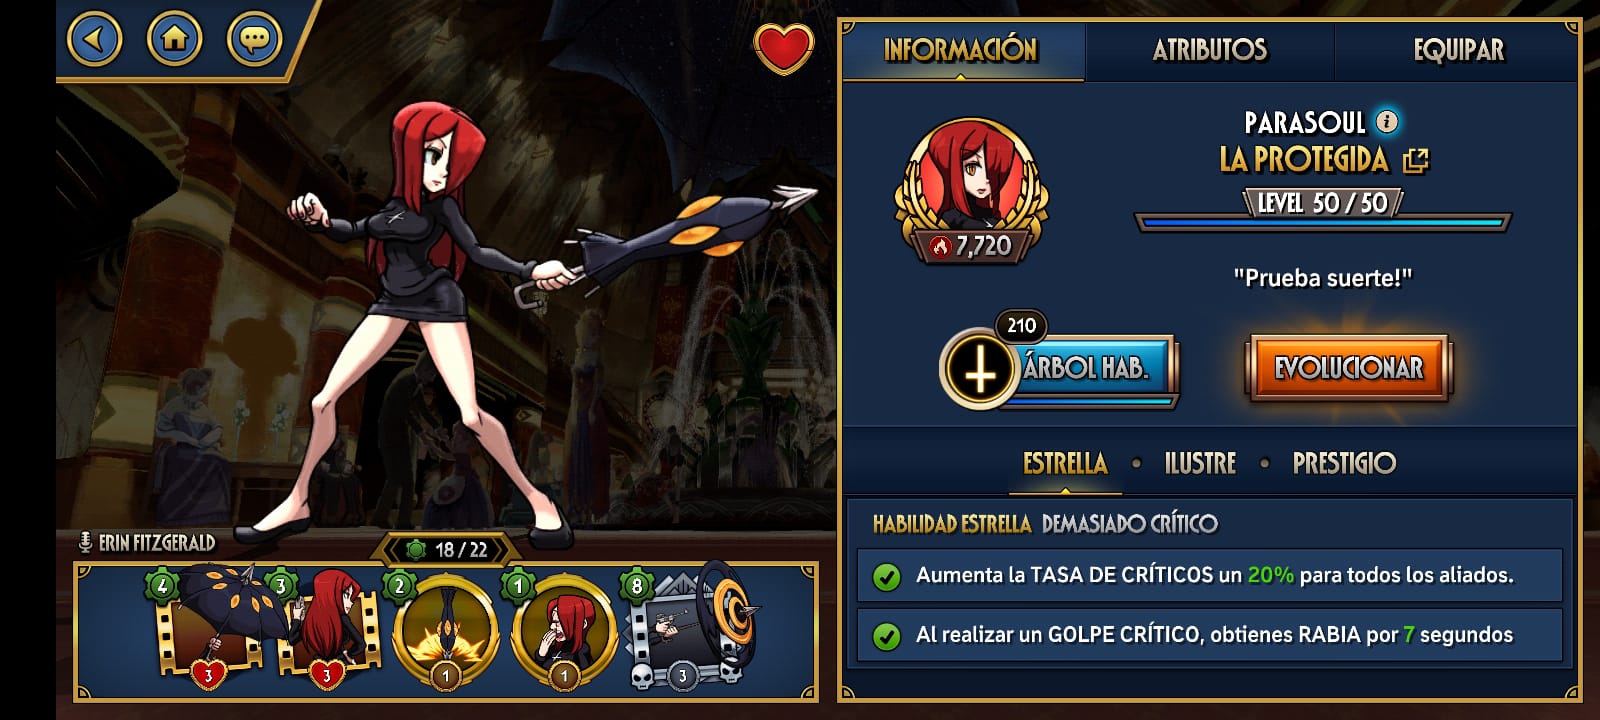 INFORMACIÓN
ATRIBUTOS
EQUIPAR
PARASOUL i
LA PROTEGIDA
LEVEL 50 / 50
7,720
"Prueba suerte!"
210
ÁRBOL HAB.
EVOLUCIONAR
ESTRELLA • ILUSTRE • PRESTIGIO
HABILIDAD ESTRELLA DEMASIADO CRÍTICO
Aumenta la TASA DE CRÍTICOS un 20% para todos los aliados.
Al realizar un GOLPE CRÍTICO, obtienes RABIA por 7 segundos
ERIN FITZGERALD
18 / 22
4 3 2 1 8
3 3 1 1 3